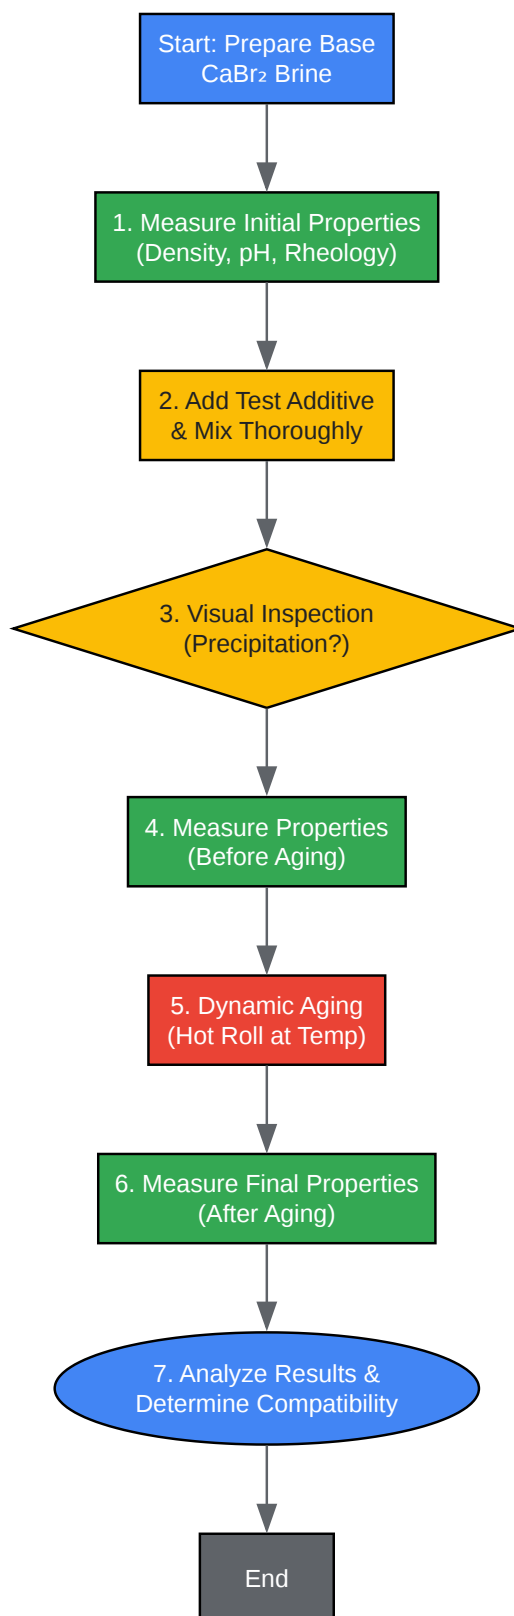 Start: Prepare Base
CaBr₂ Brine
1. Measure Initial Properties
(Density, pH, Rheology)
2. Add Test Additive
& Mix Thoroughly
3. Visual Inspection
(Precipitation?)
4. Measure Properties
(Before Aging)
5. Dynamic Aging
(Hot Roll at Temp)
6. Measure Final Properties
(After Aging)
7. Analyze Results &
Determine Compatibility
End